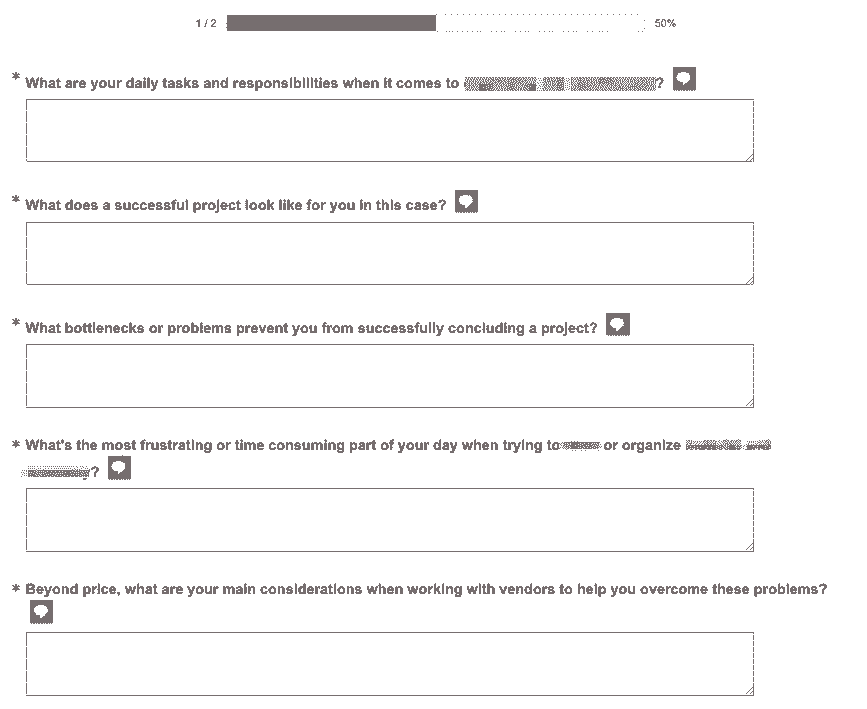 1 / 2 50%
* What are your daily tasks and responsibilities when it comes to ?
* What does a successful project look like for you in this case?
* What bottlenecks or problems prevent you from successfully concluding a project?
* What's the most frustrating or time consuming part of your day when trying to or organize
?
* Beyond price, what are your main considerations when working with vendors to help you overcome these problems?